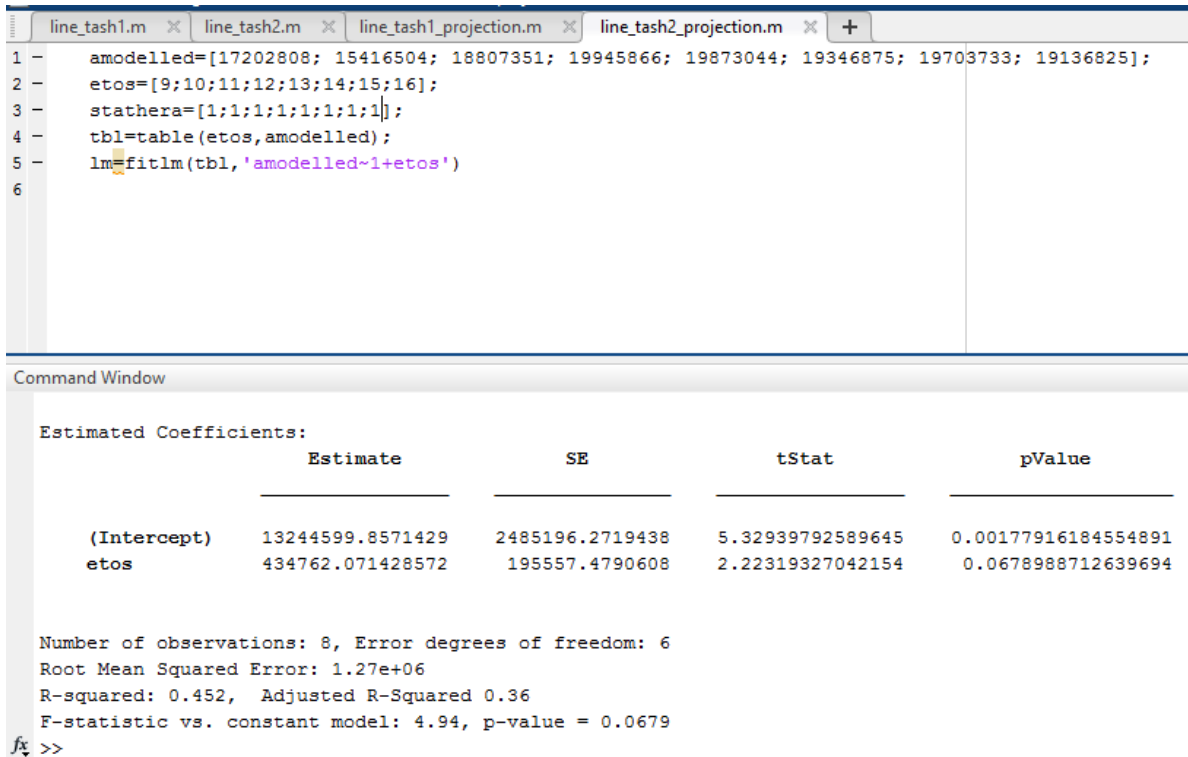 line_tash1.m × line_tash2.m × line_tash1_projection.m × line_tash2_projection.m × +
1 - amodelled=[17202808; 15416504; 18807351; 19945866; 19873044; 19346875; 19703733; 19136825];
2 - etos=[9;10;11;12;13;14;15;16];
3 - stathera=[1;1;1;1;1;1;1;1];
4 - tbl=table(etos,amodelled);
5 - lm=fitlm(tbl,'amodelled~1+etos')
6
Command Window
Estimated Coefficients:
Estimate SE tStat pValue
(Intercept) 13244599.8571429 2485196.2719438 5.32939792589645 0.00177916184554891
etos 434762.071428572 195557.4790608 2.22319327042154 0.0678988712639694
Number of observations: 8, Error degrees of freedom: 6
Root Mean Squared Error: 1.27e+06
R-squared: 0.452, Adjusted R-Squared 0.36
F-statistic vs. constant model: 4.94, p-value = 0.0679
fx >>